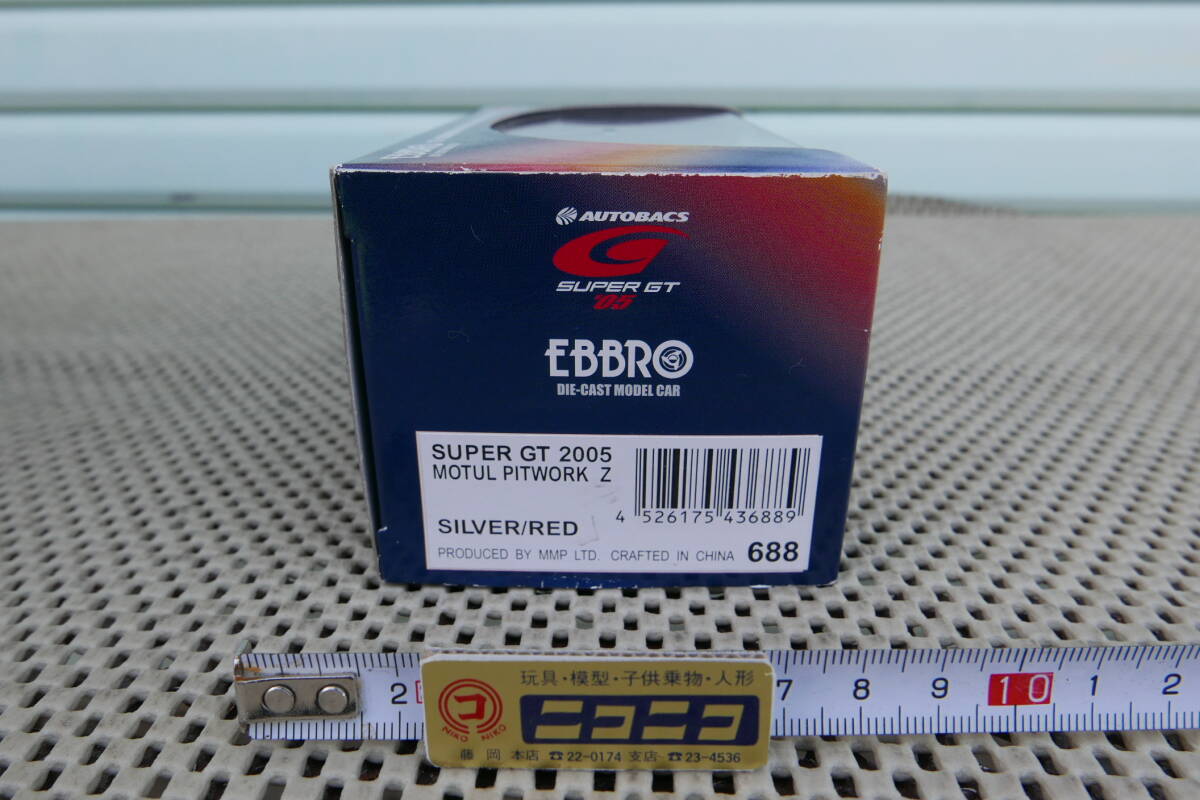 AUTOBACS
SUPER GT
'05
EBBRO
DIE-CAST MODEL CAR
SUPER GT 2005
MOTUL PITWORK Z
SILVER/RED
4 526175 436889
PRODUCED BY MMP LTD. CRAFTED IN CHINA 688
2
7 8 9 10 1 2
玩具・模型・子供乗物・人形
コ
NIKO NIKO
ニコニコ
藤岡 本店 ☎22-0174 支店 ☎23-4536